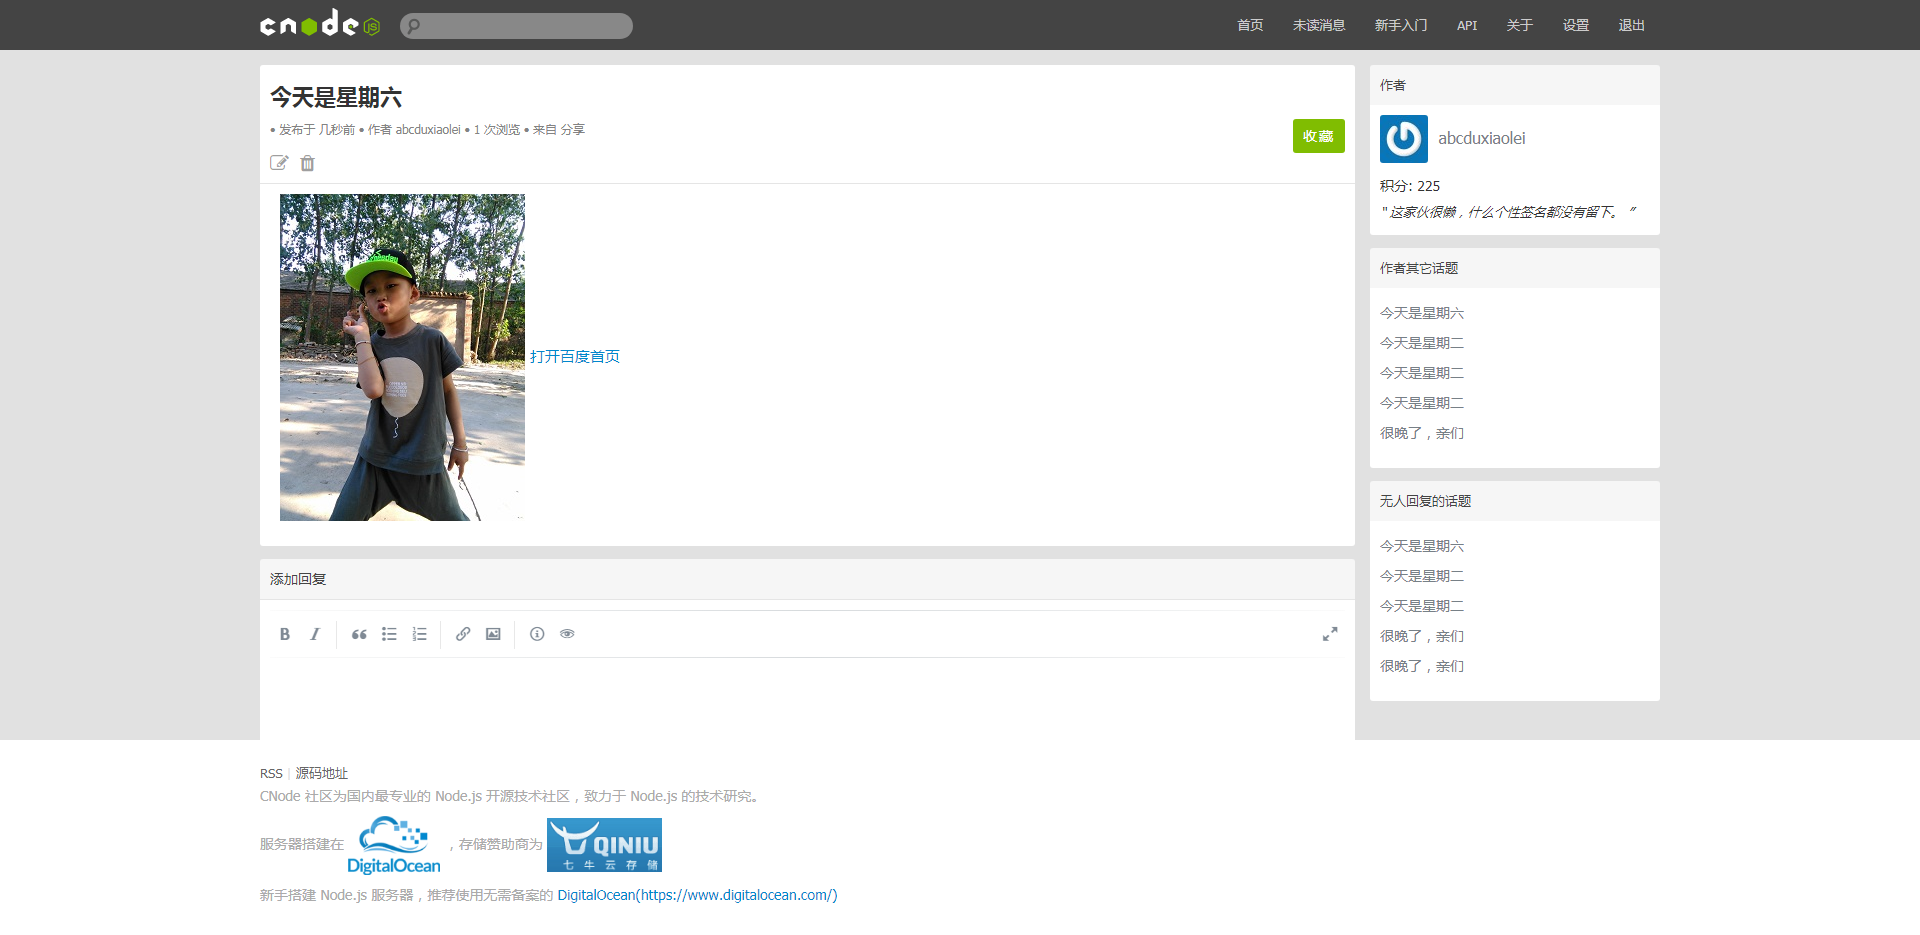 cnode JS
首页 未读消息 新手入门 API 关于 设置 退出
今天是星期六
• 发布于 几秒前 • 作者 abcduxiaolei • 1 次浏览 • 来自 分享
收藏
打开百度首页
添加回复
作者
abcduxiaolei
积分: 225
" 这家伙很懒，什么个性签名都没有留下。 "
作者其它话题
今天是星期六
今天是星期二
今天是星期二
今天是星期二
很晚了，亲们
无人回复的话题
今天是星期六
今天是星期二
今天是星期二
很晚了，亲们
很晚了，亲们
RSS | 源码地址
CNode 社区为国内最专业的 Node.js 开源技术社区，致力于 Node.js 的技术研究。
服务器搭建在 DigitalOcean ，存储赞助商为 QINIU 七牛云存储
新手搭建 Node.js 服务器，推荐使用无需备案的 DigitalOcean(https://www.digitalocean.com/)